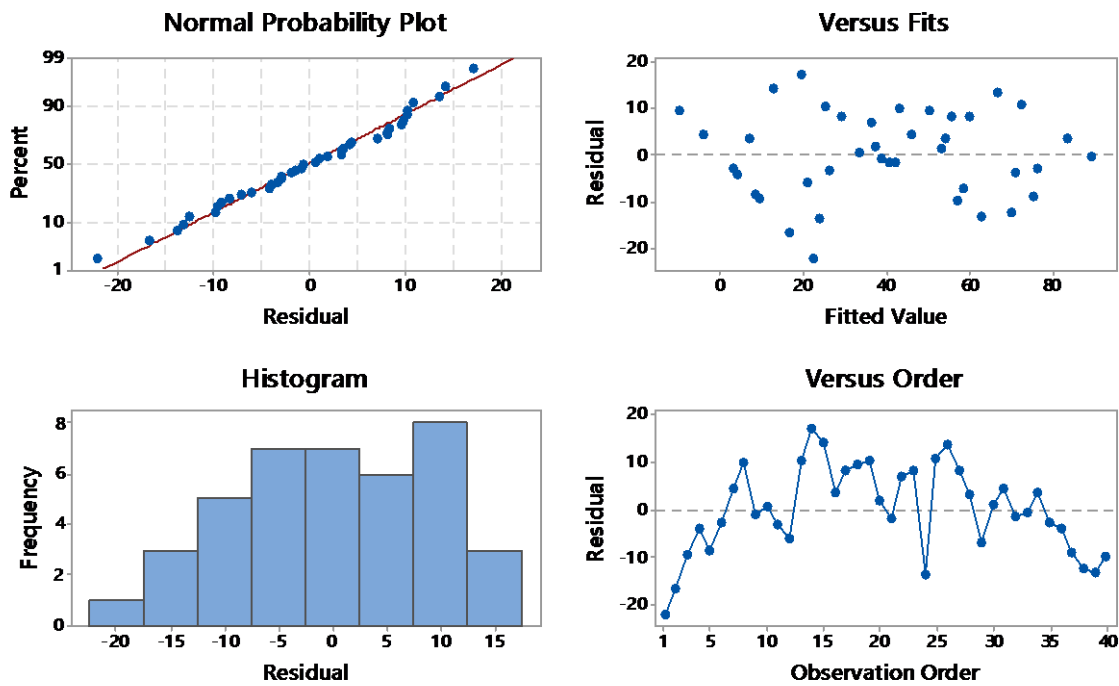 Normal Probability Plot
Percent
99
90
50
10
1
-20 -10 0 10 20
Residual
Versus Fits
Residual
20
10
0
-10
-20
0 20 40 60 80
Fitted Value
Histogram
Frequency
8
6
4
2
0
-20 -15 -10 -5 0 5 10 15
Residual
Versus Order
Residual
20
10
0
-10
-20
1 5 10 15 20 25 30 35 40
Observation Order